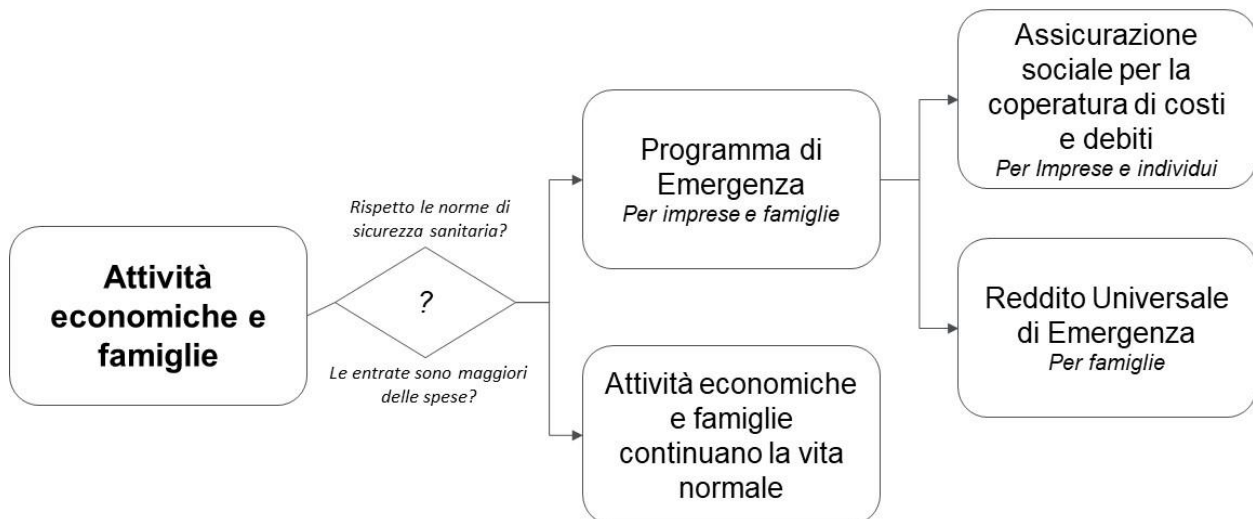 Attività
economiche e
famiglie
Rispetto le norme di
sicurezza sanitaria?
?
Le entrate sono maggiori
delle spese?
Programma di
Emergenza
Per imprese e famiglie
Attività economiche
e famiglie
continuano la vita
normale
Assicurazione
sociale per la
coperatura di costi
e debiti
Per Imprese e individui
Reddito Universale
di Emergenza
Per famiglie